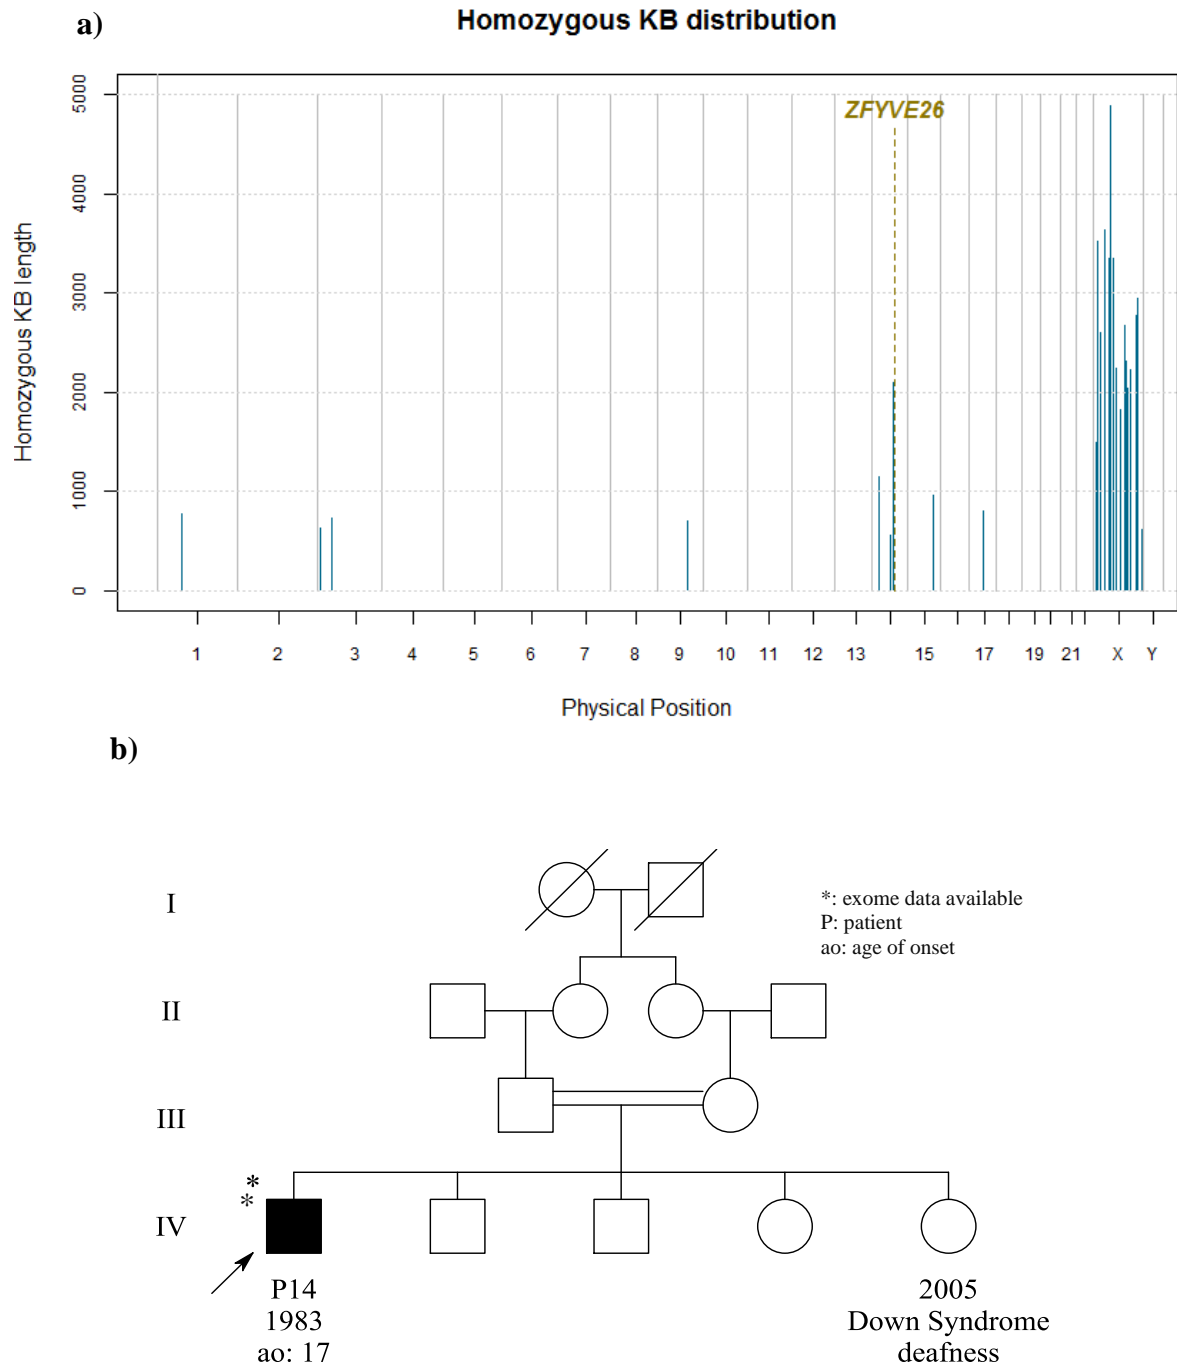 a)
Homozygous KB distribution
ZFYVE26
Homozygous KB length
5000
4000
3000
2000
1000
0
1 2 3 4 5 6 7 8 9 10 11 12 13 15 17 19 21 X Y
Physical Position
b)
I
*: exome data available
P: patient
ao: age of onset
II
III
*
*
IV
P14
1983
ao: 17
2005
Down Syndrome
deafness